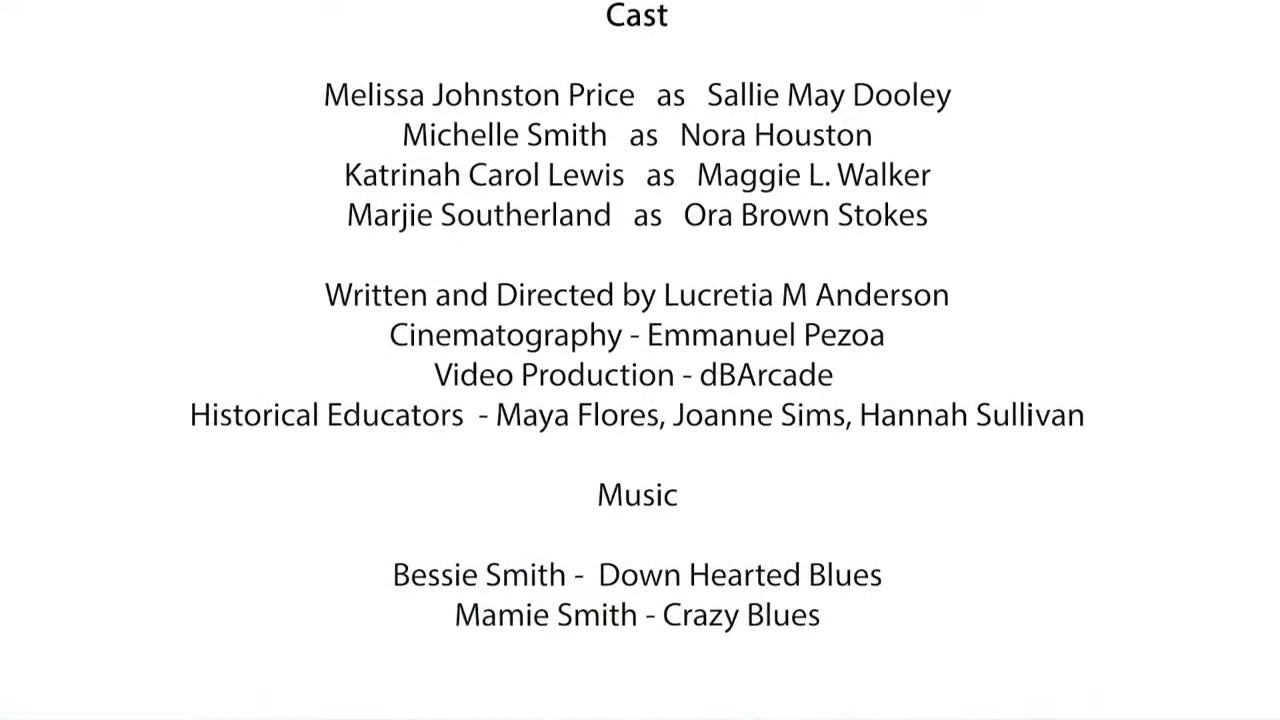 Cast
Melissa Johnston Price as Sallie May Dooley
Michelle Smith as Nora Houston
Katrinah Carol Lewis as Maggie L. Walker
Marjie Southerland as Ora Brown Stokes
Written and Directed by Lucretia M Anderson
Cinematography - Emmanuel Pezoa
Video Production - dBArcade
Historical Educators - Maya Flores, Joanne Sims, Hannah Sullivan
Music
Bessie Smith - Down Hearted Blues
Mamie Smith - Crazy Blues